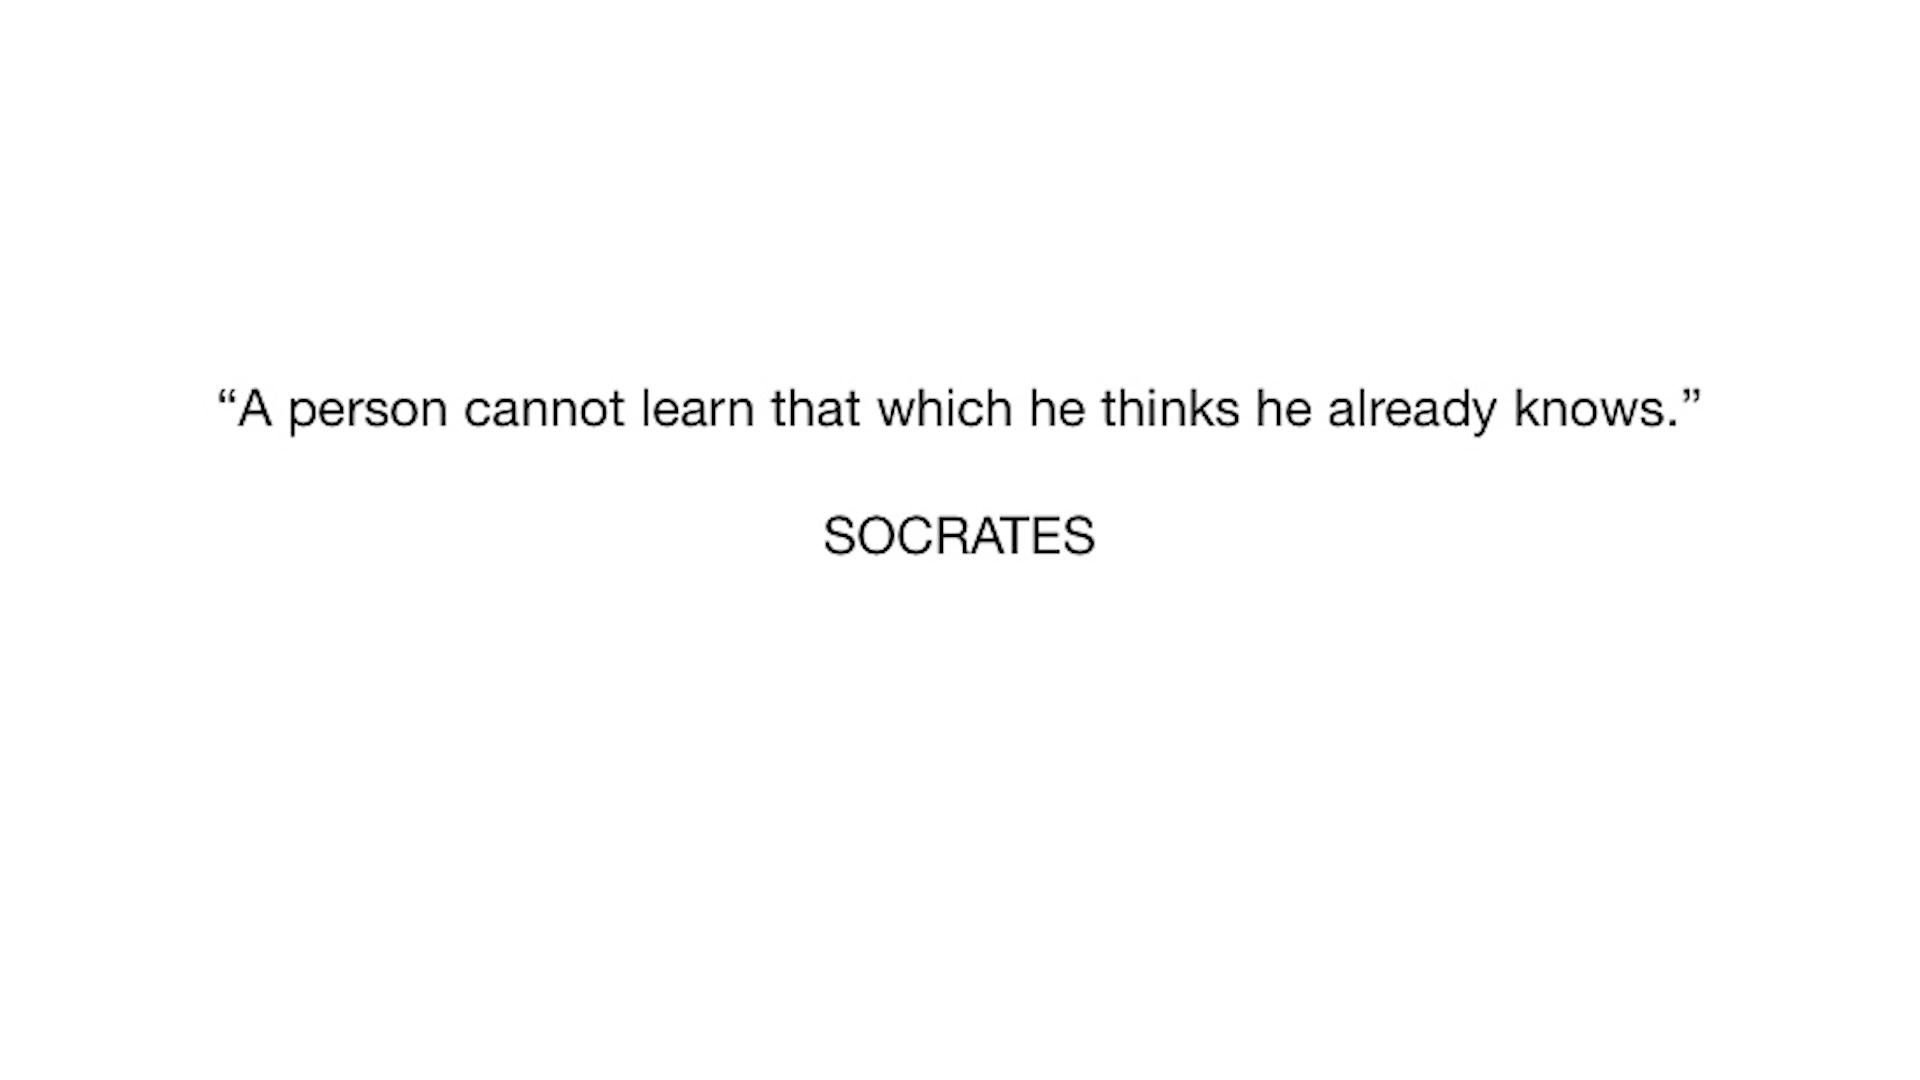 “A person cannot learn that which he thinks he already knows.”
SOCRATES